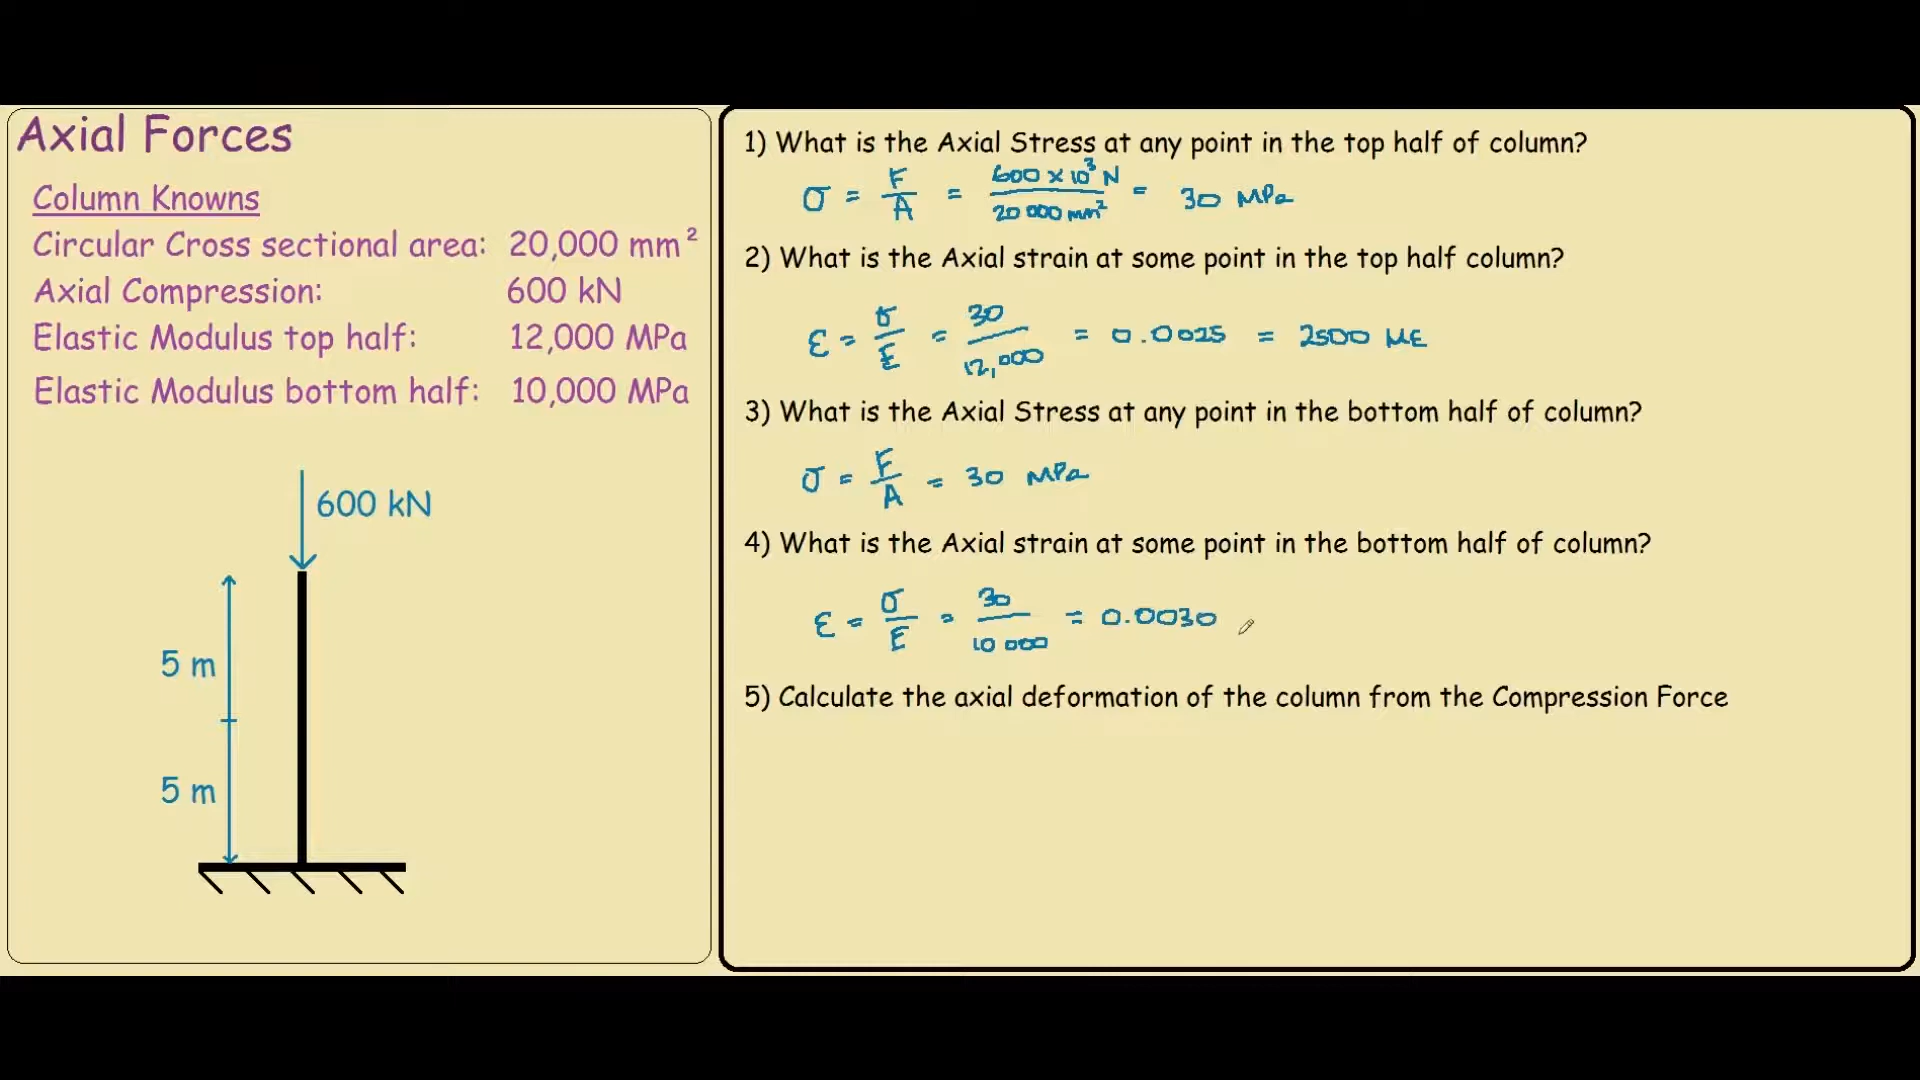 Axial Forces
Column Knowns
Circular Cross sectional area: 20,000 mm²
Axial Compression: 600 kN
Elastic Modulus top half: 12,000 MPa
Elastic Modulus bottom half: 10,000 MPa
600 kN
5 m
5 m
1) What is the Axial Stress at any point in the top half of column?
σ = F/A = 600 x 10³ N / 20 000 mm² = 30 MPa
2) What is the Axial strain at some point in the top half column?
ε = σ/E = 30/12,000 = 0.0025 = 2500 με
3) What is the Axial Stress at any point in the bottom half of column?
σ = F/A = 30 MPa
4) What is the Axial strain at some point in the bottom half of column?
ε = σ/E = 30/10 000 = 0.0030
5) Calculate the axial deformation of the column from the Compression Force